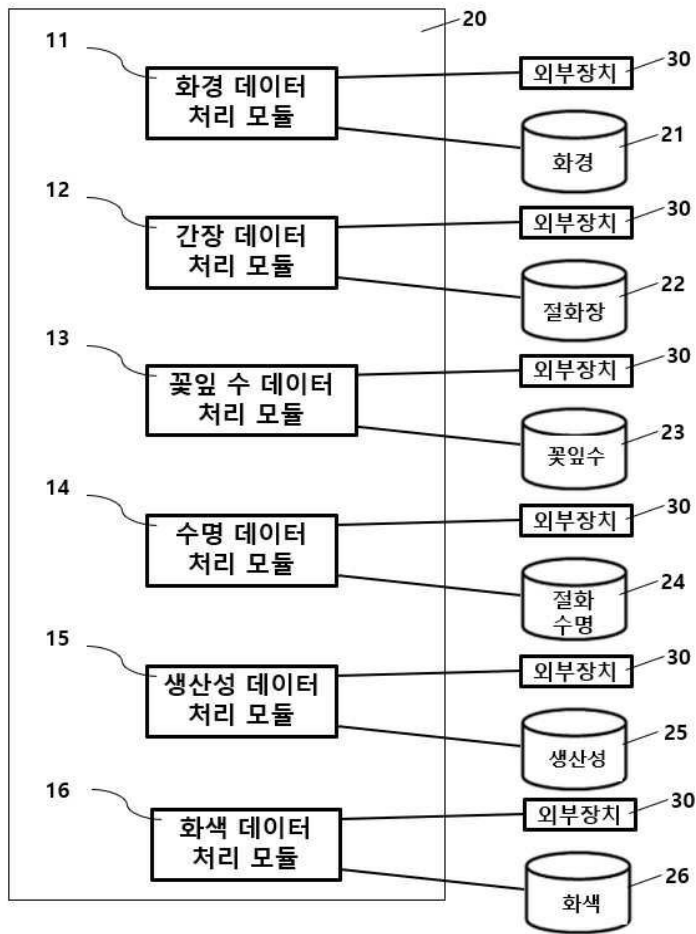 20
11
화경 데이터
처리 모듈
외부장치
30
화경
21
12
간장 데이터
처리 모듈
외부장치
30
절화장
22
13
꽃잎 수 데이터
처리 모듈
외부장치
30
꽃잎수
23
14
수명 데이터
처리 모듈
외부장치
30
절화
수명
24
15
생산성 데이터
처리 모듈
외부장치
30
생산성
25
16
화색 데이터
처리 모듈
외부장치
30
화색
26